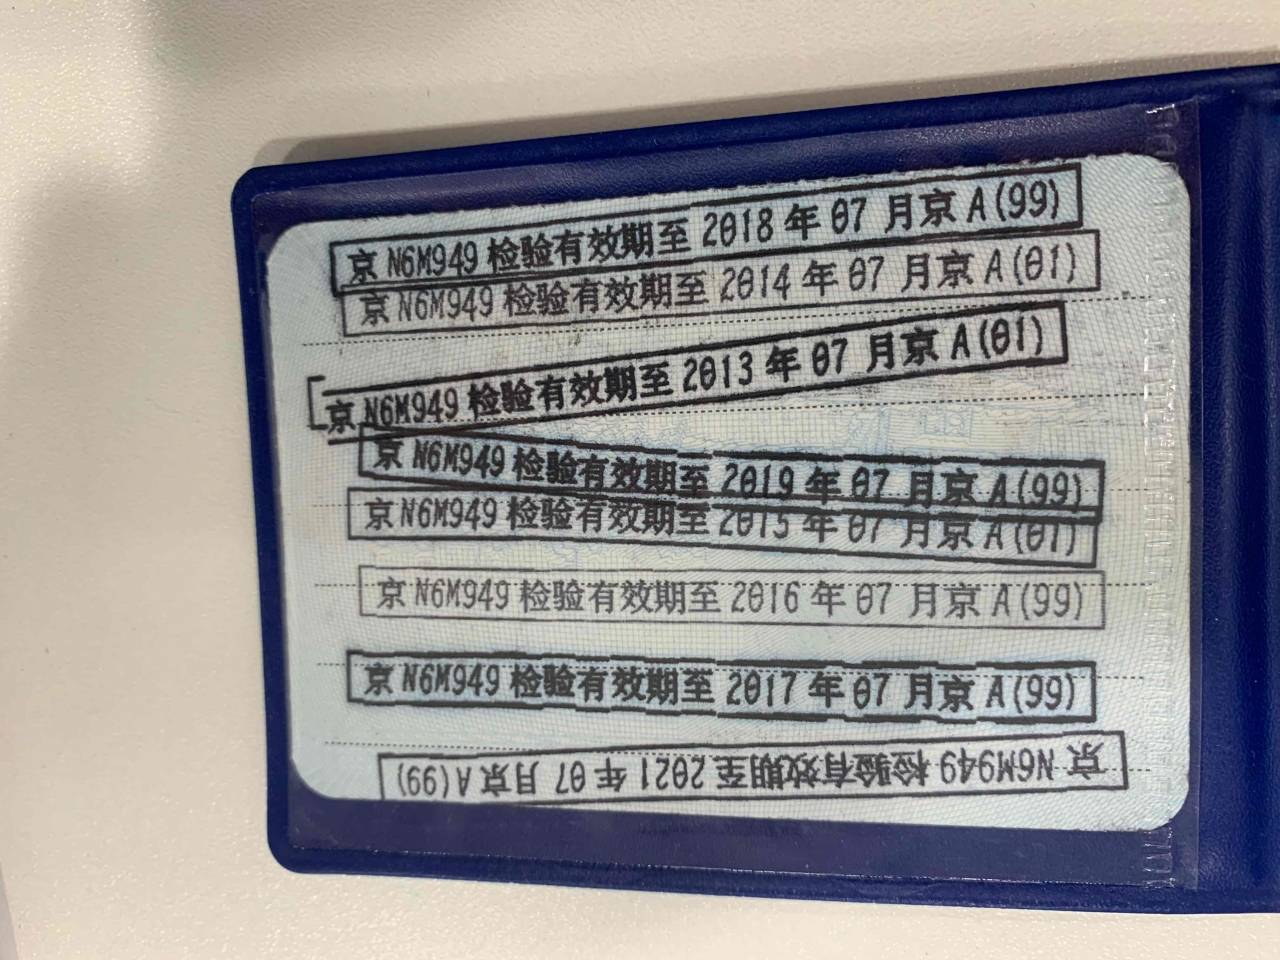 京 N6M949 检验有效期至 2018 年 07 月京 A(99)
京 N6M949 检验有效期至 2014 年 07 月京 A(01)
京 N6M949 检验有效期至 2013 年 07 月京 A(01)
京 N6M949 检验有效期至 2019 年 07 月京 A(99)
京 N6M949 检验有效期至 2015 年 07 月京 A(01)
京 N6M949 检验有效期至 2016 年 07 月京 A(99)
京 N6M949 检验有效期至 2017 年 07 月京 A(99)
京 N6M949 检验有效期至 2021 年 07 月京 A(99)